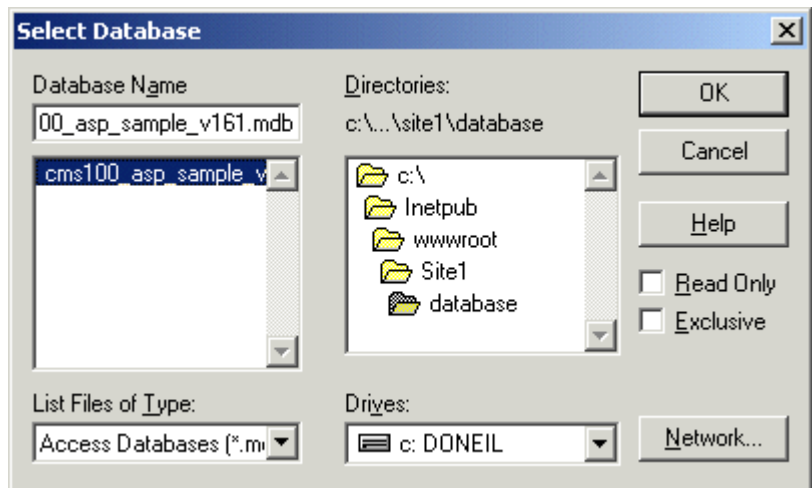 Select Database
Database Name
00_asp_sample_v161.mdb
cms100_asp_sample_v
Directories:
c:\...\site1\database
c:\
Inetpub
wwwroot
Site1
database
OK
Cancel
Help
Read Only
Exclusive
List Files of Type:
Access Databases (*.m
Drives:
c: DONEIL
Network...